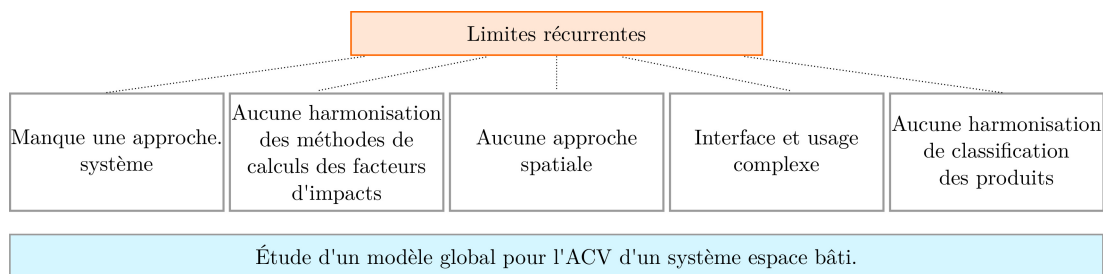 Limites récurrentes
Manque une approche.
système
Aucune harmonisation
des méthodes de
calculs des facteurs
d'impacts
Aucune approche
spatiale
Interface et usage
complexe
Aucune harmonisation
de classification
des produits
Étude d'un modèle global pour l'ACV d'un système espace bâti.